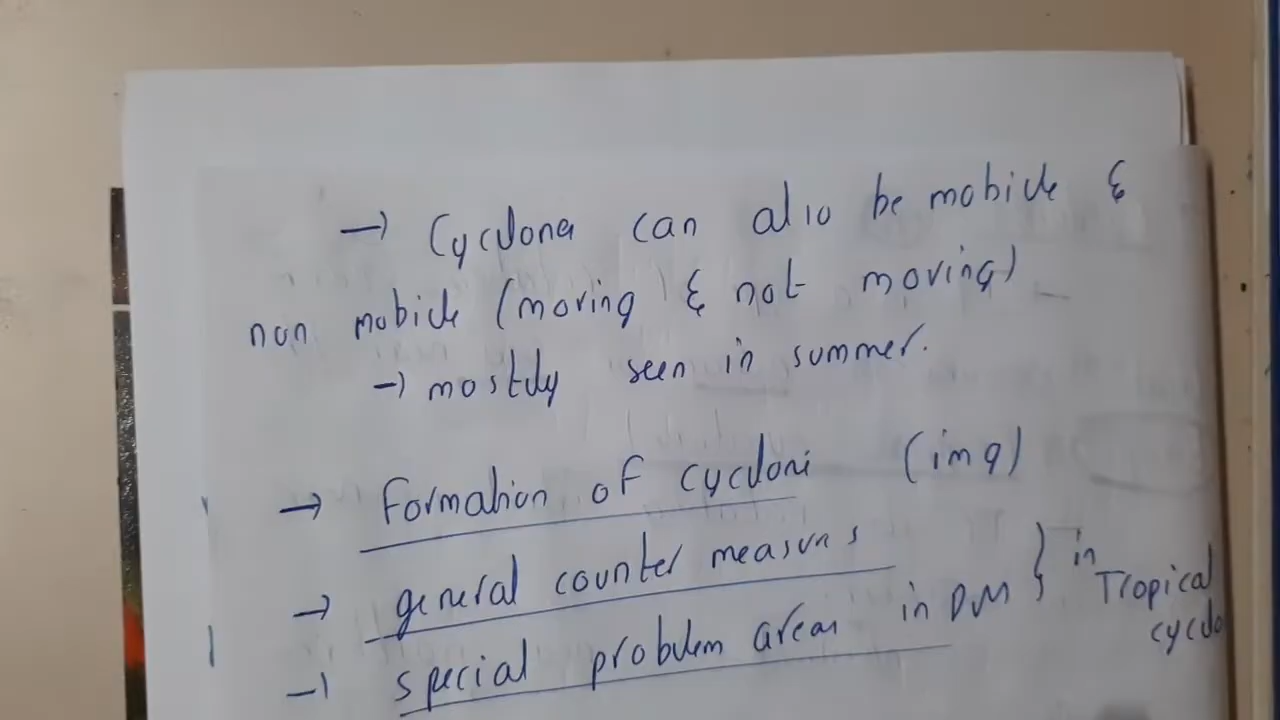 → Cyclones can also be mobile &
non mobile (moving & not moving)
→ mostly seen in summer.
→ Formation of cyclone (img)
→ general counter measures
→ special problem areas in DM } in Tropical
cyclo